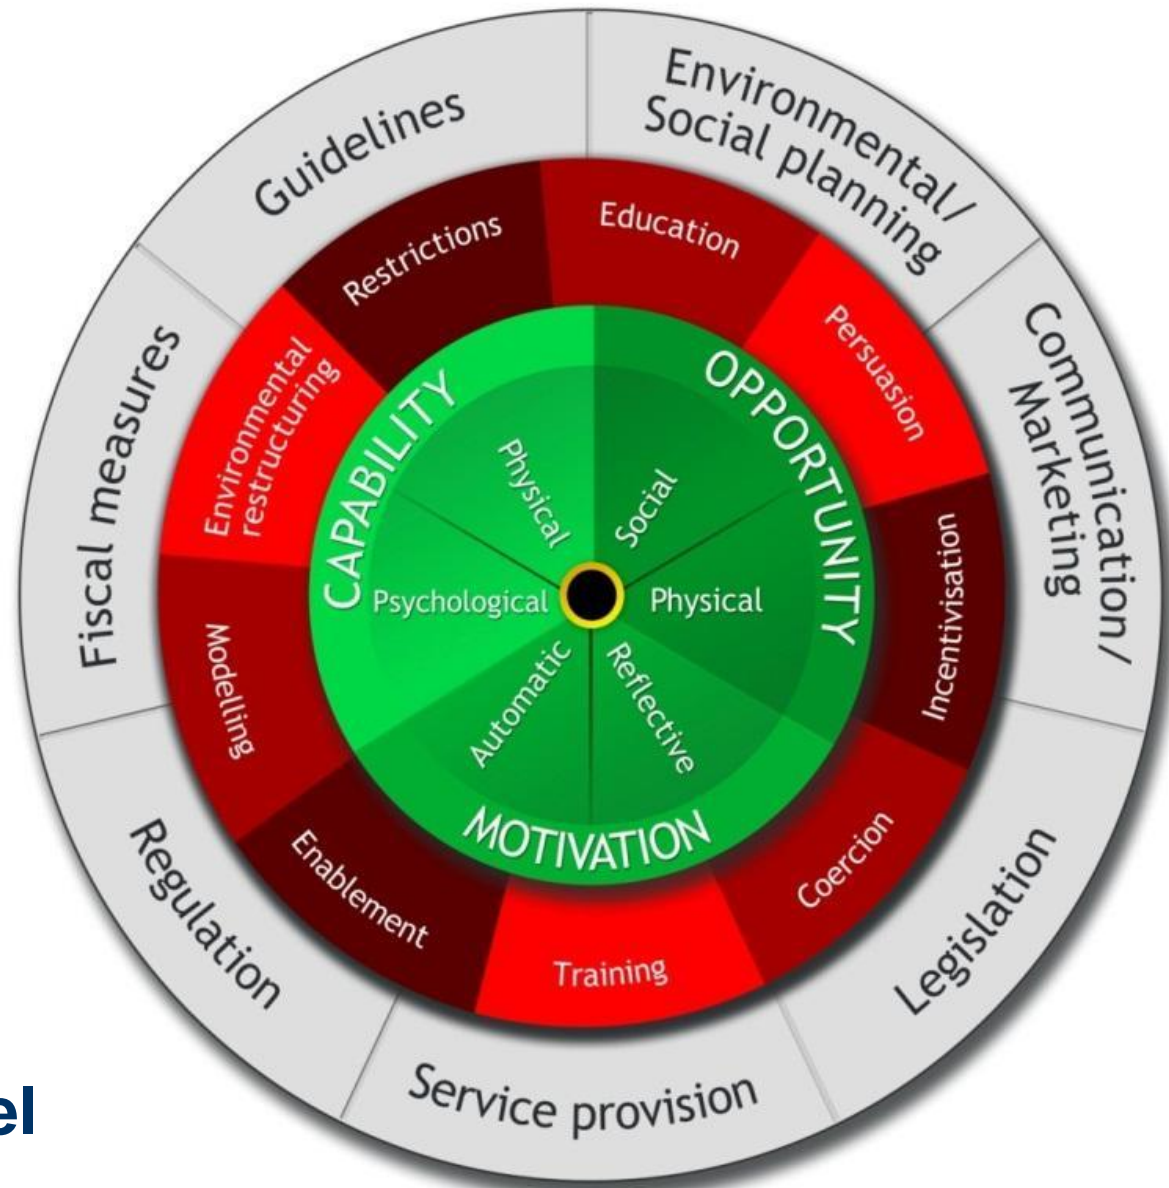 Guidelines
Environmental/
Social planning
Communication/
Marketing
Legislation
Service provision
Regulation
Fiscal measures
Restrictions
Education
Persuasion
Incentivisation
Coercion
Training
Enablement
Modelling
Environmental
restructuring
CAPABILITY
OPPORTUNITY
MOTIVATION
Physical
Social
Physical
Reflective
Automatic
Psychological
el